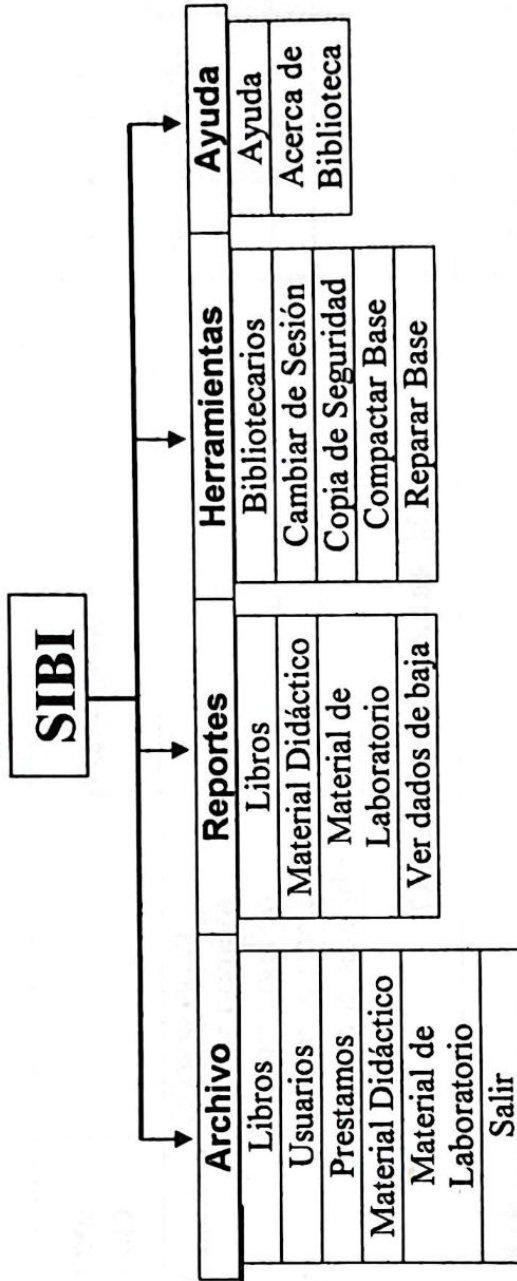 SIBI
Archivo
Libros
Usuarios
Prestamos
Material Didáctico
Material de
Laboratorio
Salir
Reportes
Libros
Material Didáctico
Material de
Laboratorio
Ver dados de baja
Herramientas
Bibliotecarios
Cambiar de Sesión
Copia de Seguridad
Compactar Base
Reparar Base
Ayuda
Ayuda
Acerca de
Biblioteca